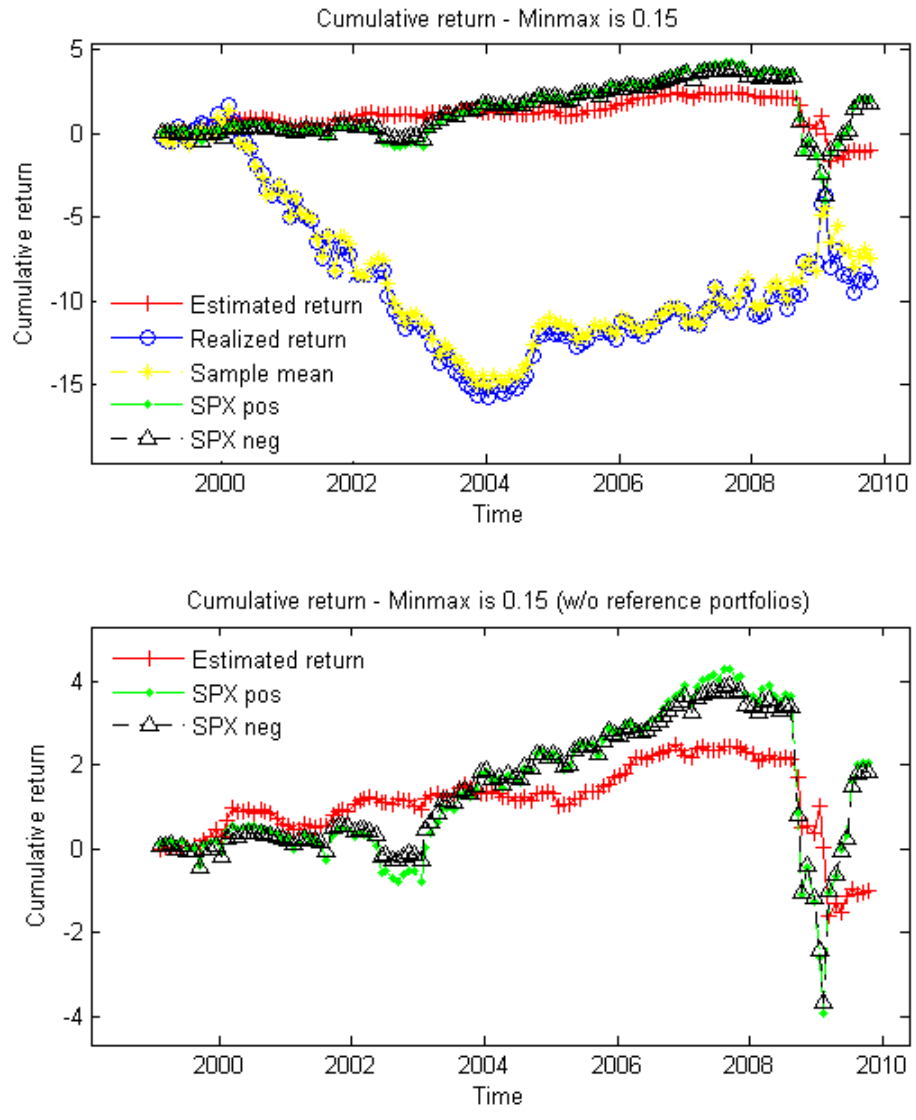 Cumulative return - Minmax is 0.15
5
0
-5
-10
-15
Cumulative return
Estimated return
Realized return
Sample mean
SPX pos
SPX neg
2000 2002 2004 2006 2008 2010
Time
Cumulative return - Minmax is 0.15 (w/o reference portfolios)
4
2
0
-2
-4
Cumulative return
Estimated return
SPX pos
SPX neg
2000 2002 2004 2006 2008 2010
Time